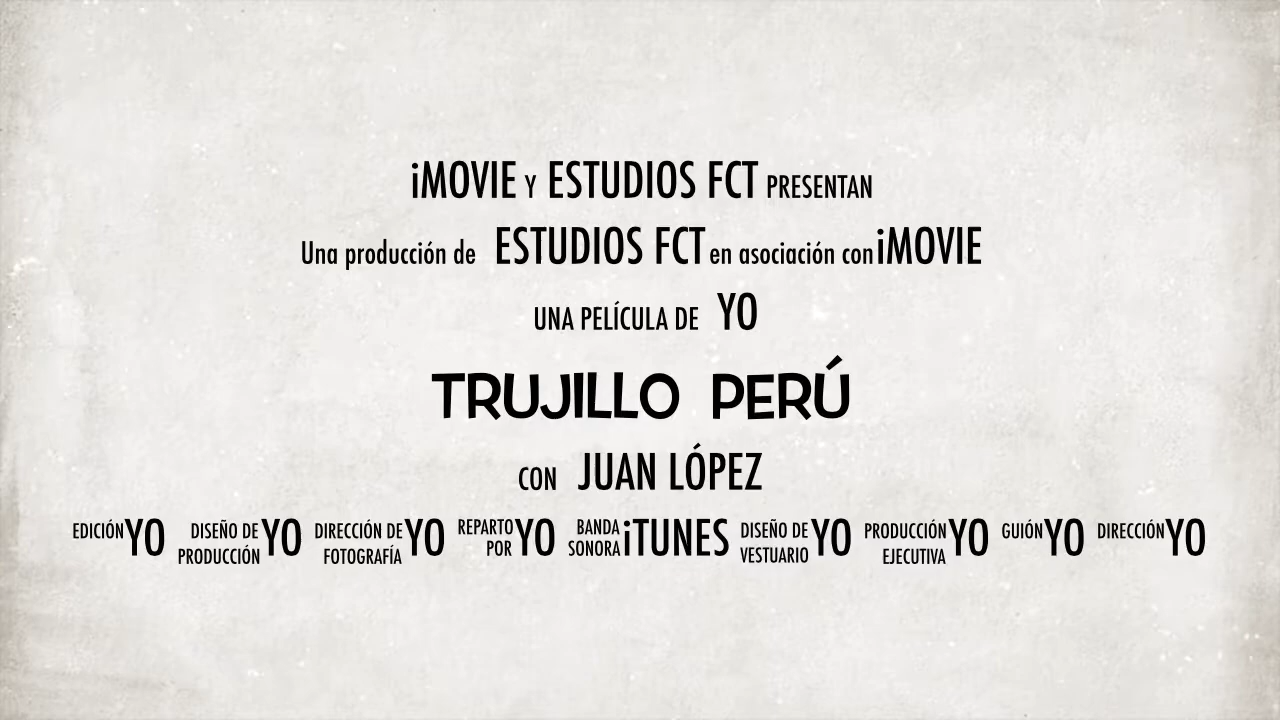 iMOVIE Y ESTUDIOS FCT PRESENTAN
Una producción de ESTUDIOS FCT en asociación con iMOVIE
UNA PELÍCULA DE YO
TRUJILLO PERÚ
CON JUAN LÓPEZ
EDICIÓN YO DISEÑO DE PRODUCCIÓN YO DIRECCIÓN DE FOTOGRAFÍA YO REPARTO POR YO BANDA SONORA iTUNES DISEÑO DE VESTUARIO YO PRODUCCIÓN EJECUTIVA YO GUIÓN YO DIRECCIÓN YO